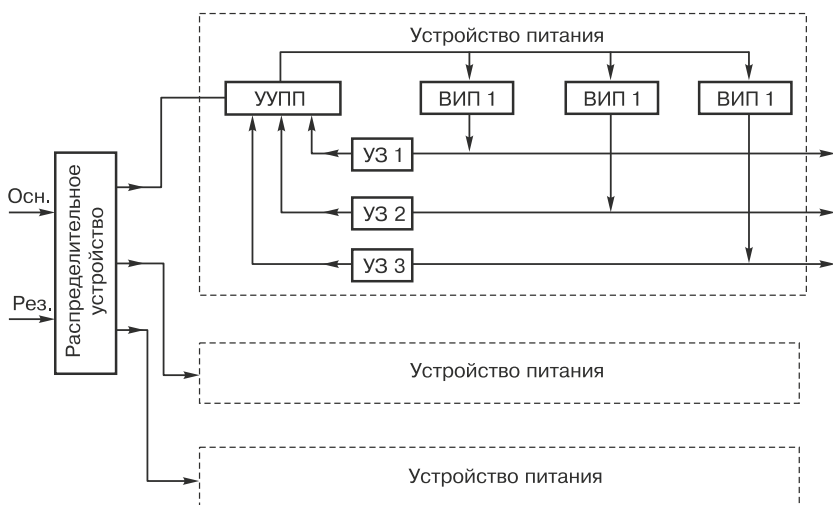 Устройство питания
УУПП
ВИП 1
ВИП 1
ВИП 1
УЗ 1
Осн.
УЗ 2
УЗ 3
Рез.
Распределительное
устройство
Устройство питания
Устройство питания